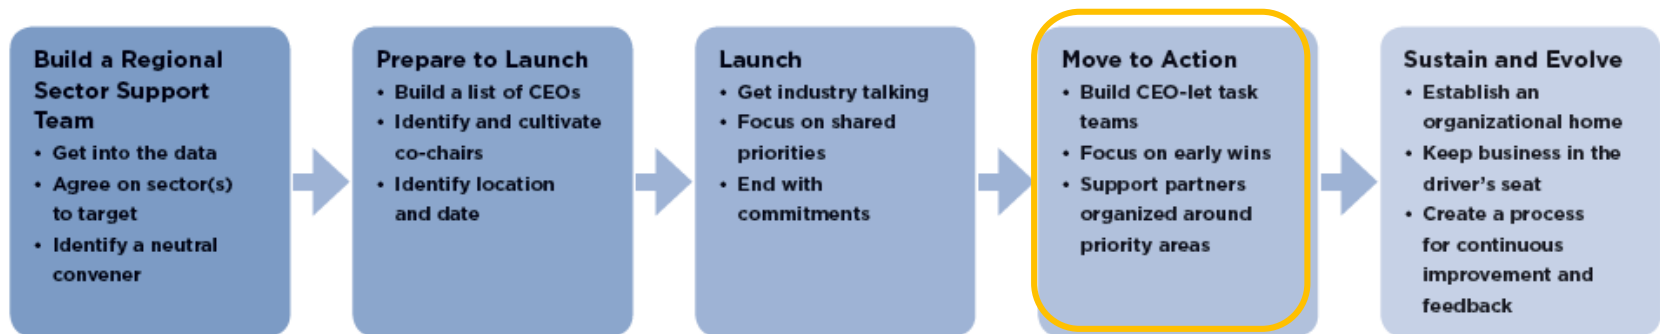 Build a Regional
Sector Support
Team
• Get into the data
• Agree on sector(s)
to target
• Identify a neutral
convener
Prepare to Launch
• Build a list of CEOs
• Identify and cultivate
co-chairs
• Identify location
and date
Launch
• Get industry talking
• Focus on shared
priorities
• End with
commitments
Move to Action
• Build CEO-let task
teams
• Focus on early wins
• Support partners
organized around
priority areas
Sustain and Evolve
• Establish an
organizational home
• Keep business in the
driver's seat
• Create a process
for continuous
improvement and
feedback